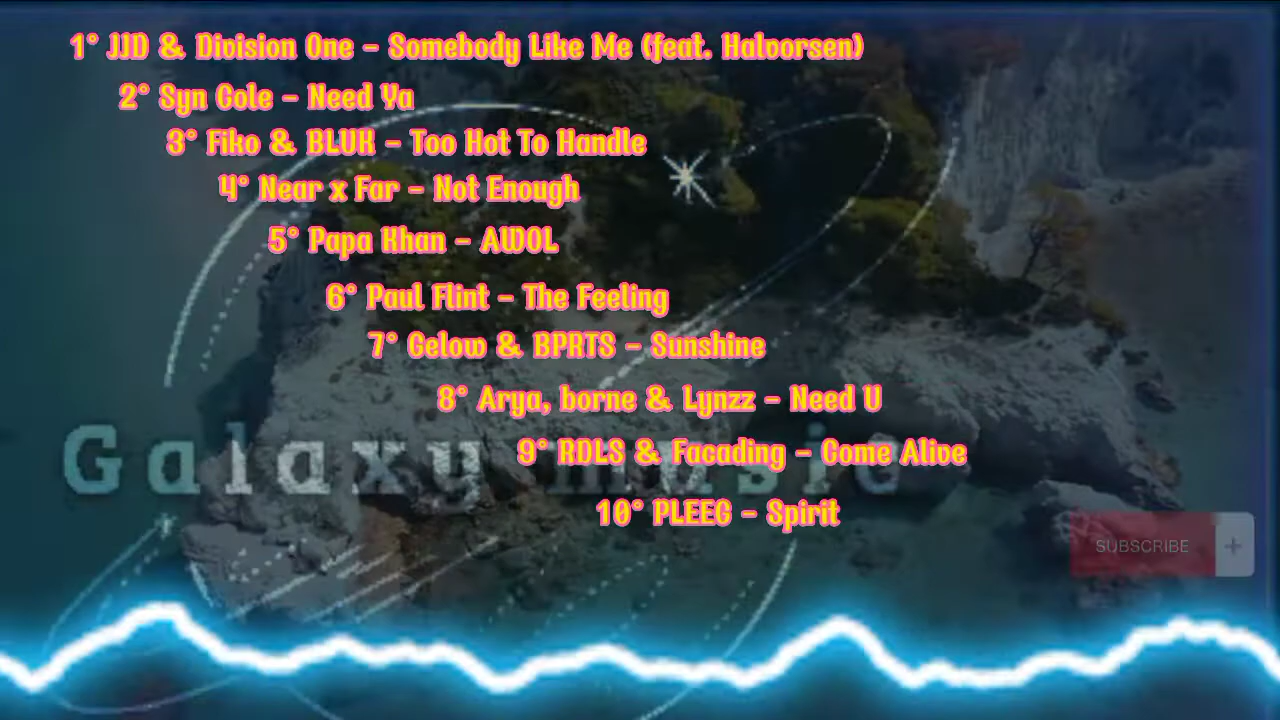 1° JJD & Division One - Somebody Like Me (feat. Halvorsen)
2° Syn Cole - Need Ya
3° Fiko & BLUK - Too Hot To Handle
4° Near x Far - Not Enough
5° Papa Khan - AWOL
6° Paul Flint - The Feeling
7° Gelow & BPRTS - Sunshine
8° Arya, borne & Lynzz - Need U
9° RDLS & Facading - Come Alive
Galaxy music
10° PLEEG - Spirit
SUBSCRIBE +